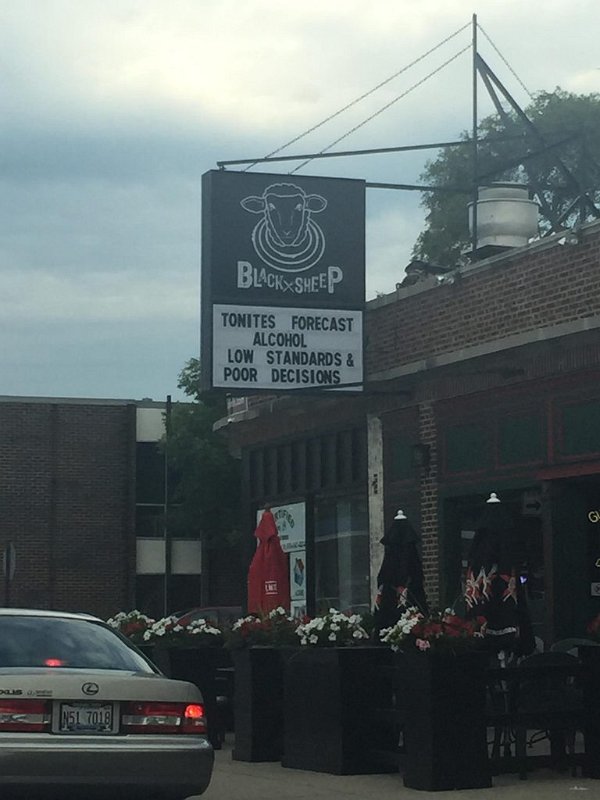 BLACK SHEEP
TONITES FORECAST
ALCOHOL
LOW STANDARDS &
POOR DECISIONS
N51 7018